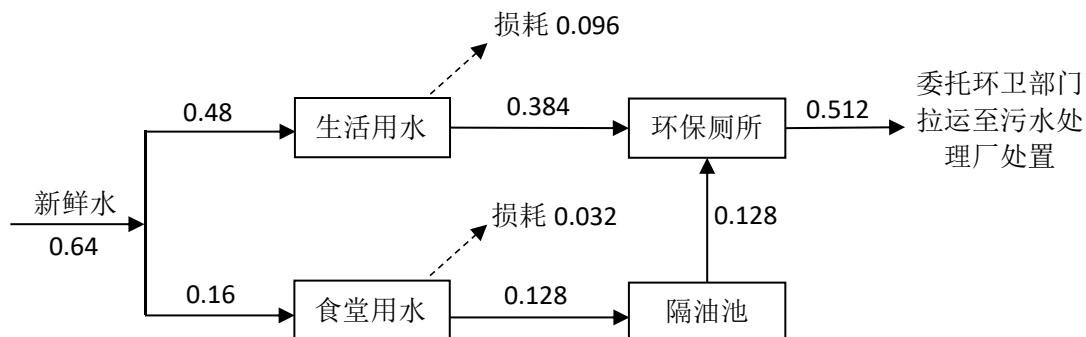 损耗 0.096
0.48
生活用水
0.384
环保厕所
0.512
委托环卫部门
拉运至污水处
理厂处置
新鲜水
0.64
损耗 0.032
0.128
0.16
食堂用水
0.128
隔油池